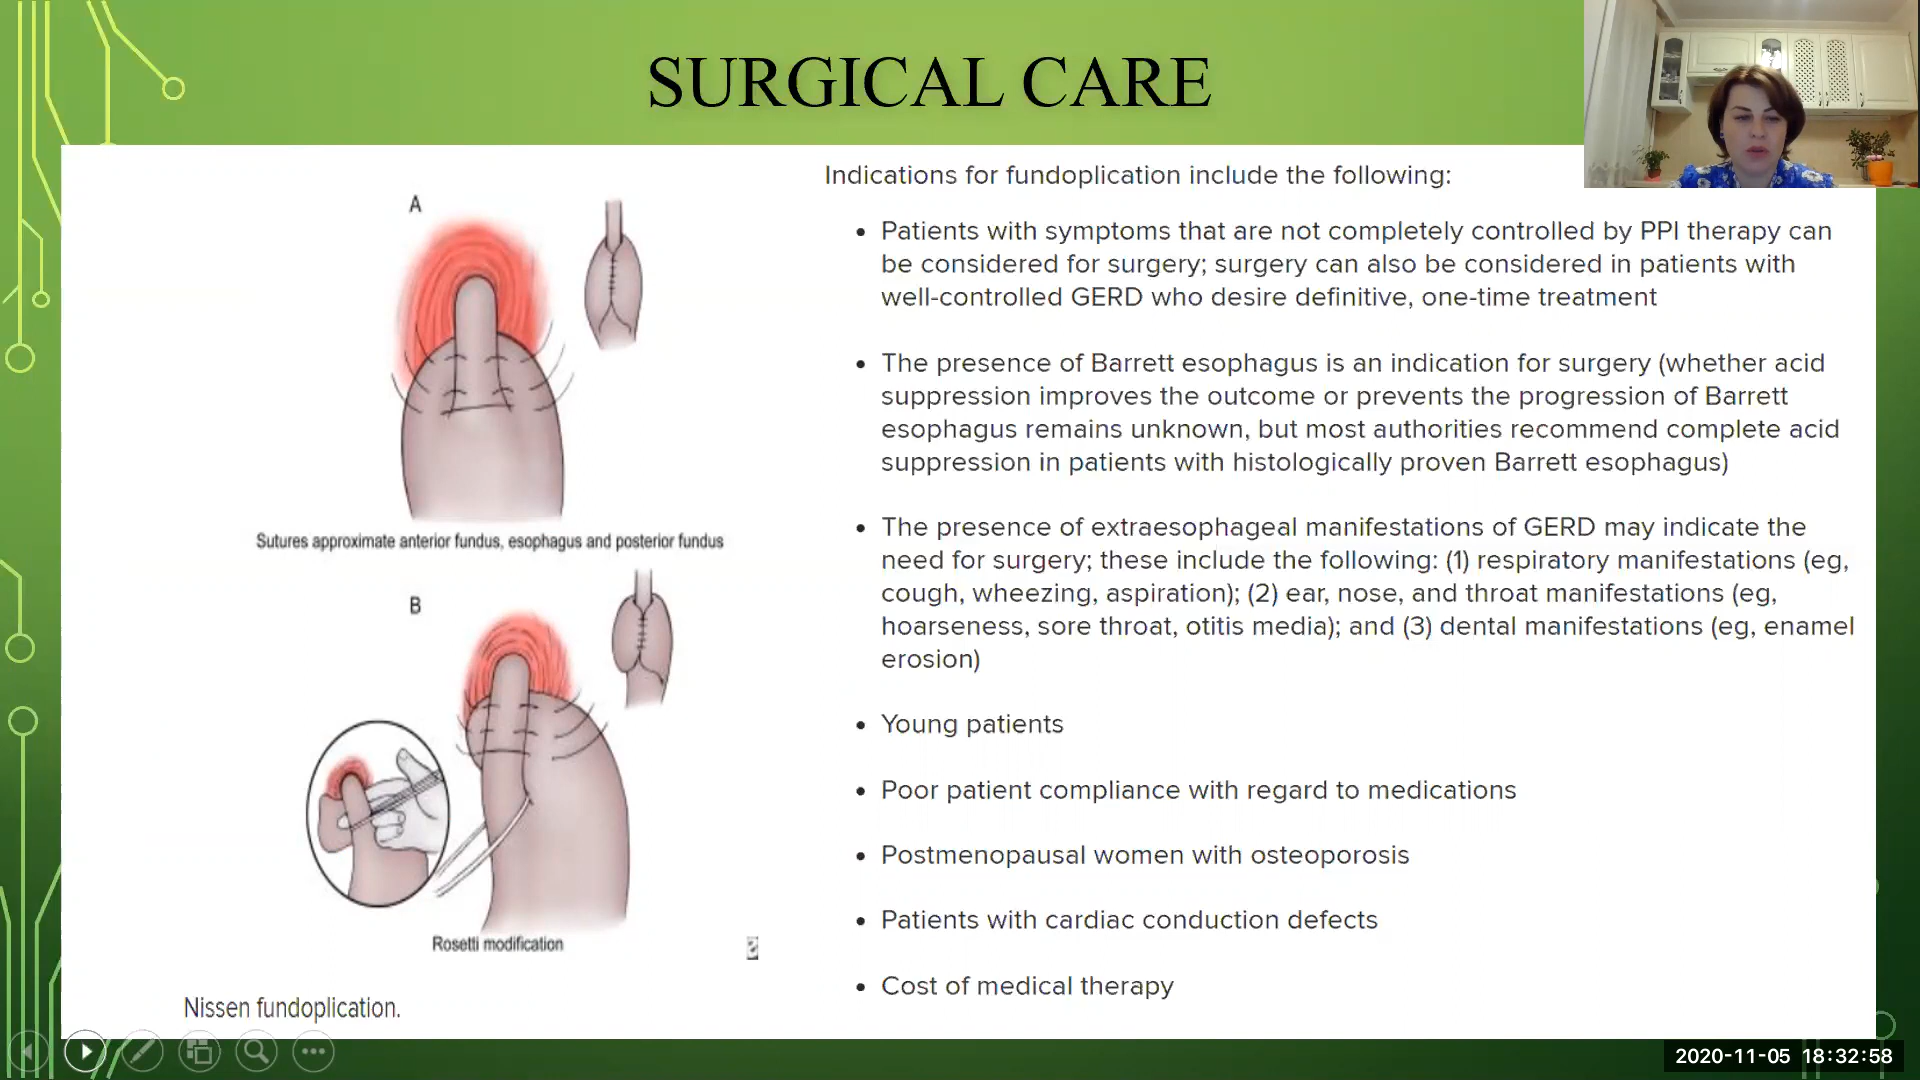 SURGICAL CARE
A
Sutures approximate anterior fundus, esophagus and posterior fundus
B
Rosetti modification
Nissen fundoplication.
Indications for fundoplication include the following:
• Patients with symptoms that are not completely controlled by PPI therapy can
be considered for surgery; surgery can also be considered in patients with
well-controlled GERD who desire definitive, one-time treatment
• The presence of Barrett esophagus is an indication for surgery (whether acid
suppression improves the outcome or prevents the progression of Barrett
esophagus remains unknown, but most authorities recommend complete acid
suppression in patients with histologically proven Barrett esophagus)
• The presence of extraesophageal manifestations of GERD may indicate the
need for surgery; these include the following: (1) respiratory manifestations (eg,
cough, wheezing, aspiration); (2) ear, nose, and throat manifestations (eg,
hoarseness, sore throat, otitis media); and (3) dental manifestations (eg, enamel
erosion)
• Young patients
• Poor patient compliance with regard to medications
• Postmenopausal women with osteoporosis
• Patients with cardiac conduction defects
• Cost of medical therapy
2020-11-05 18:32:58